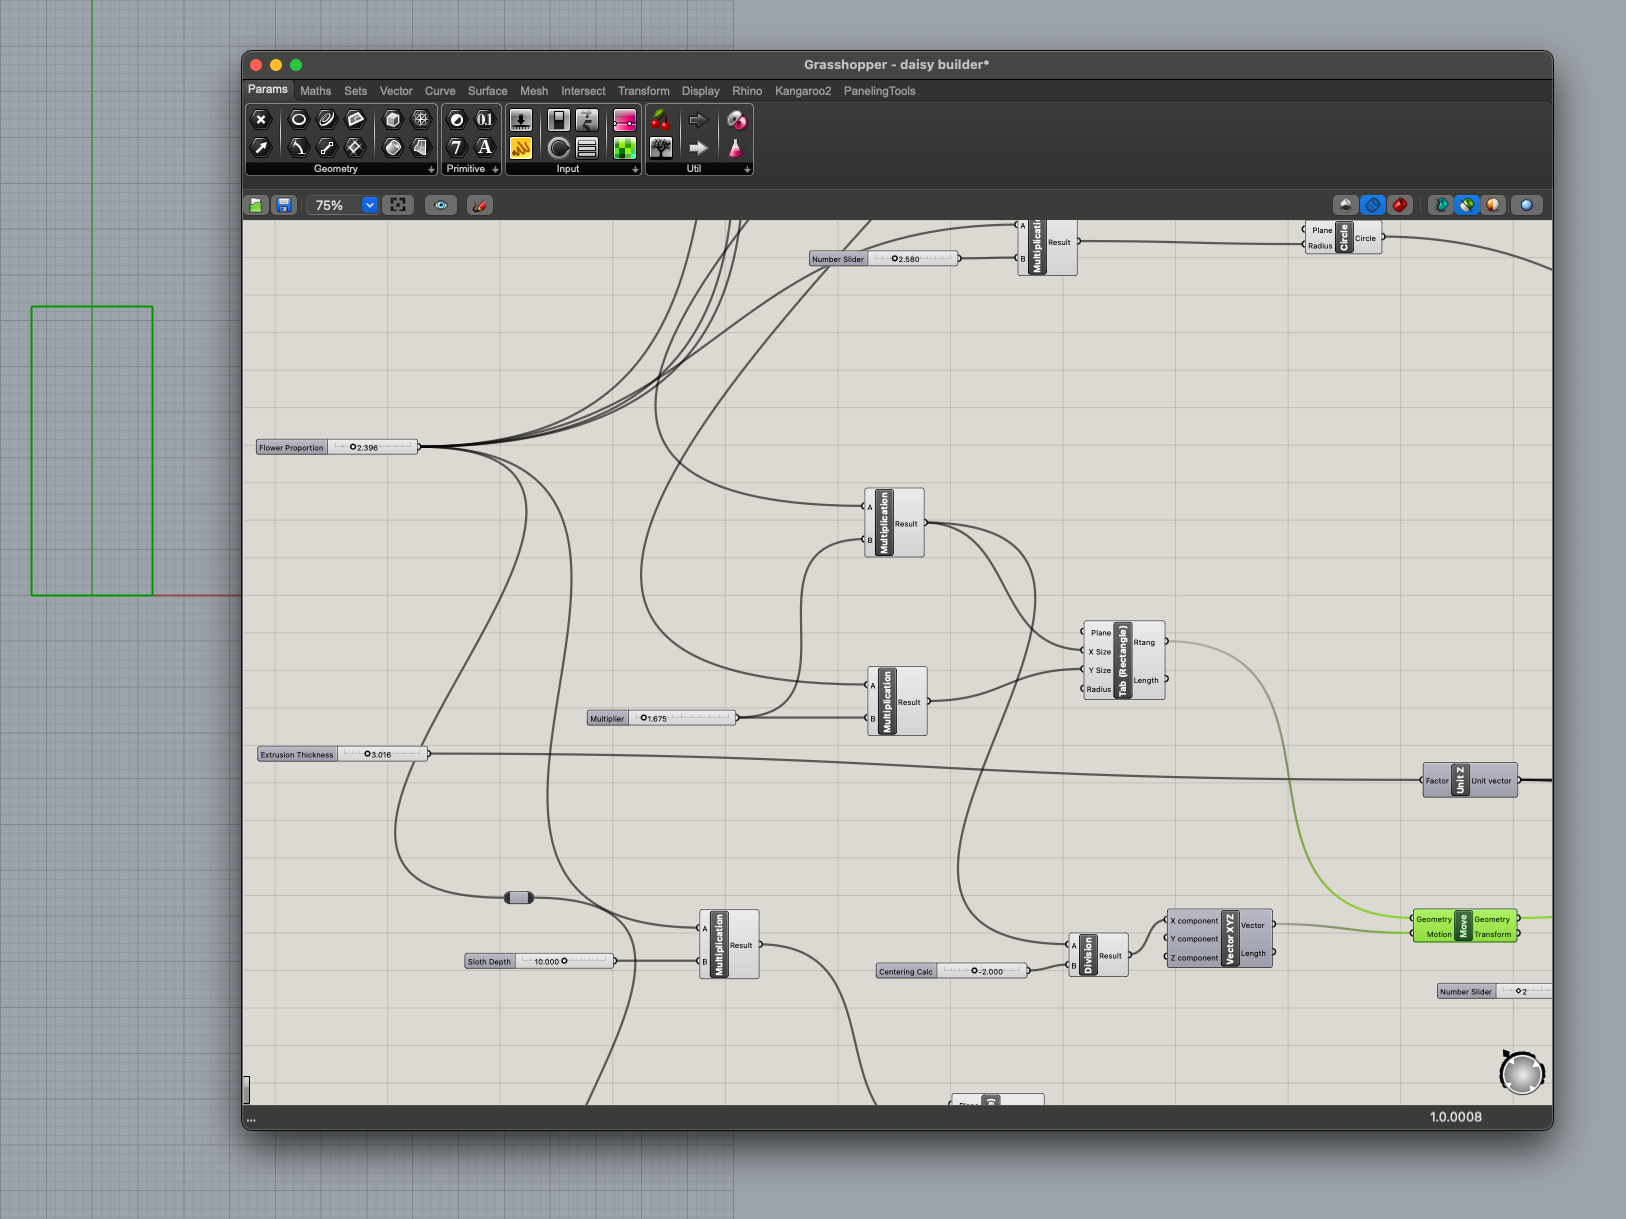 Grasshopper - daisy builder*
Params Maths Sets Vector Curve Surface Mesh Intersect Transform Display Rhino Kangaroo2 PanelingTools
0.1
7 A
Geometry Primitive Input Util
75%
Plane
Radius
Circle
Circle
A
B
Result
Number Slider 2.580
Flower Proportion 2.396
A
B
Multiplication
Result
Plane
X Size
Y Size
Radius
Tab (Rectangle)
Rtang
Length
A
B
Multiplication
Result
Multiplier 1.675
Extrusion Thickness 3.016
Factor
Unit Z
Unit vector
A
B
Multiplication
Result
Sloth Depth 10.000
Centering Calc -2.000
A
B
Division
Result
X component
Y component
Z component
Vector XYZ
Vector
Length
Geometry
Motion
Move
Geometry
Transform
Number Slider 2
...
1.0.0008